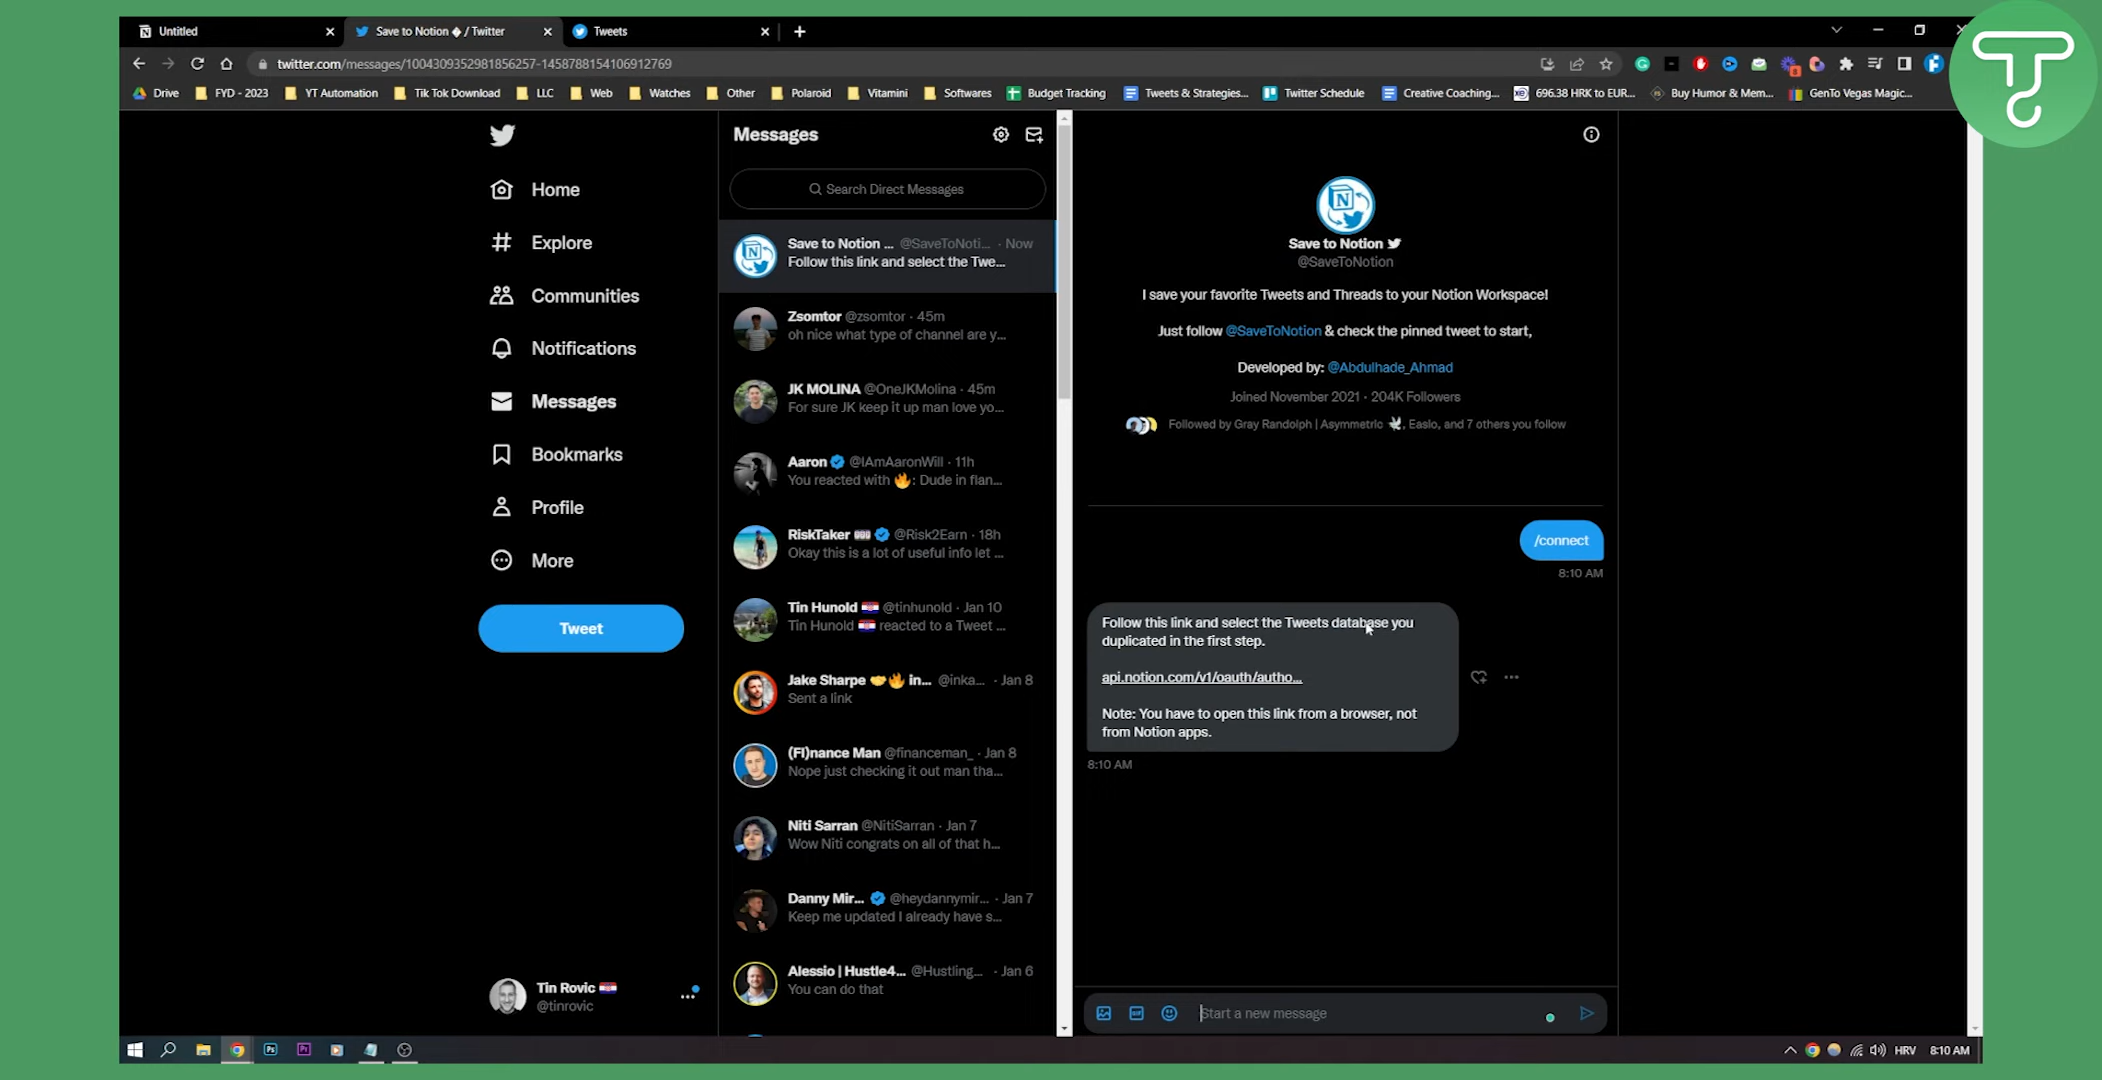 Untitled
Save to Notion � / Twitter
Tweets
twitter.com/messages/1004309352981856257-1458788154106912769
Drive
FYD - 2023
YT Automation
Tik Tok Download
LLC
Web
Watches
Other
Polaroid
Vitamini
Softwares
Budget Tracking
Tweets & Strategies...
Twitter Schedule
Creative Coaching...
696.38 HRK to EUR...
Buy Humor & Mem...
GenTo Vegas Magic...
Home
Explore
Communities
Notifications
Messages
Bookmarks
Profile
More
Tweet
Tin Rovic 🇭🇷
@tinrovic
Messages
Search Direct Messages
Save to Notion ... @SaveToNoti... · Now
Follow this link and select the Twe...
Zsomtor @zsomtor · 45m
oh nice what type of channel are y...
JK MOLINA @OneJKMolina · 45m
For sure JK keep it up man love yo...
Aaron @IAmAaronWill · 11h
You reacted with 🔥: Dude in flan...
RiskTaker @Risk2Earn · 18h
Okay this is a lot of useful info let ...
Tin Hunold 🇭🇷 @tinhunold · Jan 10
Tin Hunold 🇭🇷 reacted to a Tweet ...
Jake Sharpe 🤝🔥 in... @inka... · Jan 8
Sent a link
(FI)nance Man @financeman_ · Jan 8
Nope just checking it out man tha...
Niti Sarran @NitiSarran · Jan 7
Wow Niti congrats on all of that h...
Danny Mir... @heydannymir... · Jan 7
Keep me updated I already have s...
Alessio | Hustle4... @Hustling... · Jan 6
You can do that
Save to Notion
@SaveToNotion
I save your favorite Tweets and Threads to your Notion Workspace!
Just follow @SaveToNotion & check the pinned tweet to start,
Developed by: @Abdulhade_Ahmad
Joined November 2021 · 204K Followers
Followed by Gray Randolph | Asymmetric 🕊, Easlo, and 7 others you follow
/connect
8:10 AM
Follow this link and select the Tweets database you
duplicated in the first step.
api.notion.com/v1/oauth/autho...
Note: You have to open this link from a browser, not
from Notion apps.
8:10 AM
GIF
Start a new message
Ps
Pr
HRV
8:10 AM